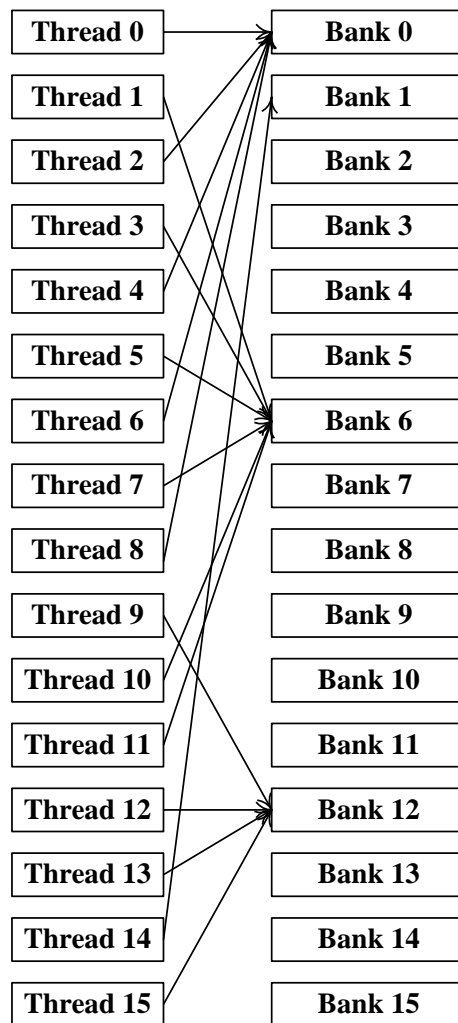 Thread 0 Bank 0
Thread 1 Bank 1
Thread 2 Bank 2
Thread 3 Bank 3
Thread 4 Bank 4
Thread 5 Bank 5
Thread 6 Bank 6
Thread 7 Bank 7
Thread 8 Bank 8
Thread 9 Bank 9
Thread 10 Bank 10
Thread 11 Bank 11
Thread 12 Bank 12
Thread 13 Bank 13
Thread 14 Bank 14
Thread 15 Bank 15